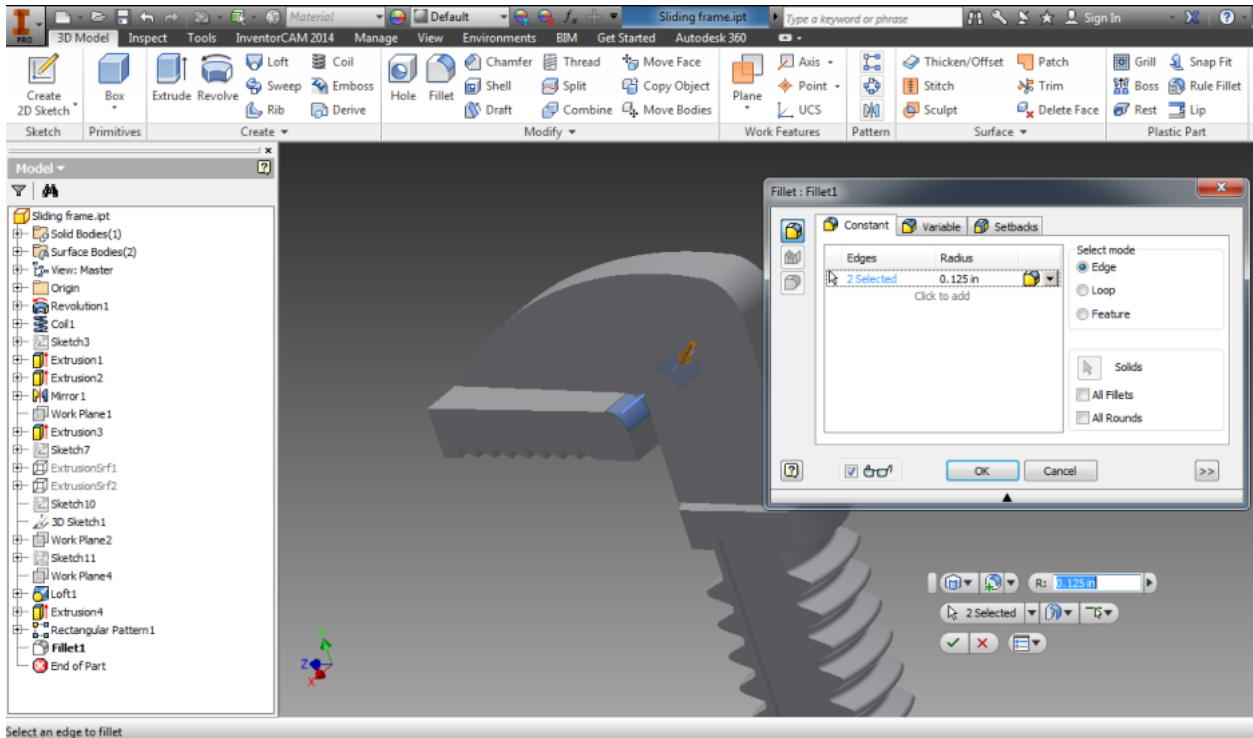 PRO
Material
Default
Sliding frame.ipt
Type a keyword or phrase
Sign In
3D Model Inspect Tools InventorCAM 2014 Manage View Environments BIM Get Started Autodesk 360
Create 2D Sketch
Box
Extrude Revolve
Loft Coil
Sweep Emboss
Rib Derive
Hole Fillet
Chamfer Thread Move Face
Shell Split Copy Object
Draft Combine Move Bodies
Plane
Axis
Point
UCS
Thicken/Offset Patch
Stitch Trim
Sculpt Delete Face
Grill Snap Fit
Boss Rule Fillet
Rest Lip
Sketch Primitives Create Modify Work Features Pattern Surface Plastic Part
Model
Sliding frame.ipt
Solid Bodies(1)
Surface Bodies(2)
View: Master
Origin
Revolution1
Coil1
Sketch3
Extrusion1
Extrusion2
Mirror1
Work Plane1
Extrusion3
Sketch7
ExtrusionSrf1
ExtrusionSrf2
Sketch10
3D Sketch1
Work Plane2
Sketch11
Work Plane4
Loft1
Extrusion4
Rectangular Pattern1
Fillet1
End of Part
Fillet : Fillet1
Constant Variable Setbacks
Edges Radius
2 Selected 0.125 in
Click to add
Select mode
Edge
Loop
Feature
Solids
All Fillets
All Rounds
OK Cancel >>
R: 0.125 in
2 Selected
Z
X
Select an edge to fillet